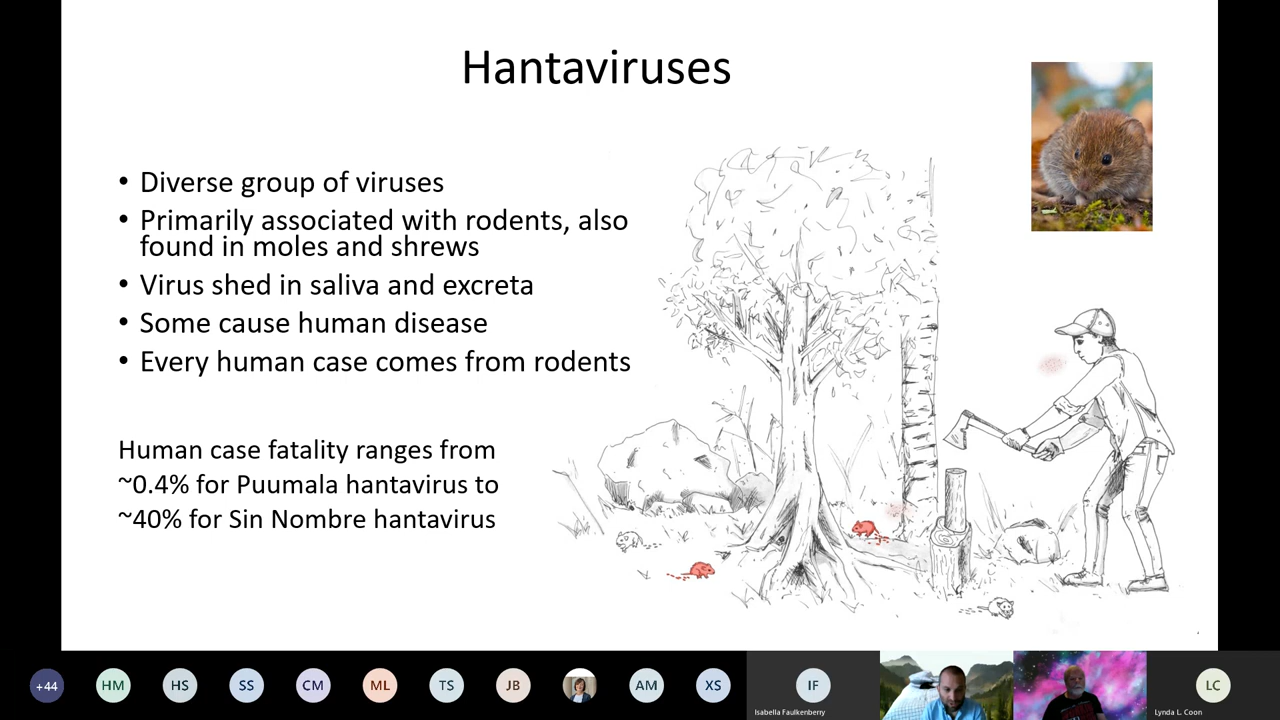 Hantaviruses
• Diverse group of viruses
• Primarily associated with rodents, also
found in moles and shrews
• Virus shed in saliva and excreta
• Some cause human disease
• Every human case comes from rodents
Human case fatality ranges from
~0.4% for Puumala hantavirus to
~40% for Sin Nombre hantavirus
+44
HM
HS
SS
CM
ML
TS
JB
AM
XS
IF
LC
Isabella Faulkenberry
Lynda L. Coon